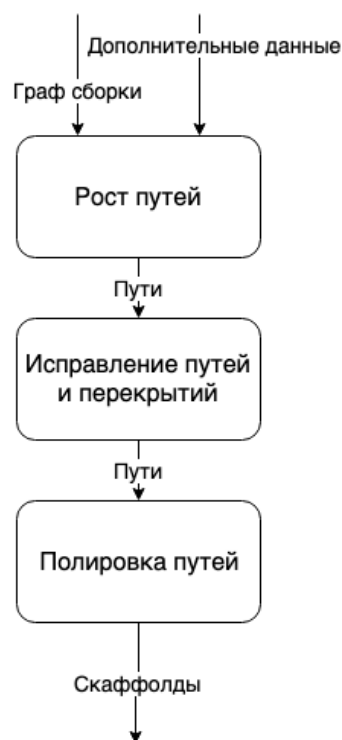 Дополнительные данные
Граф сборки
Рост путей
Пути
Исправление путей
и перекрытий
Пути
Полировка путей
Скаффолды